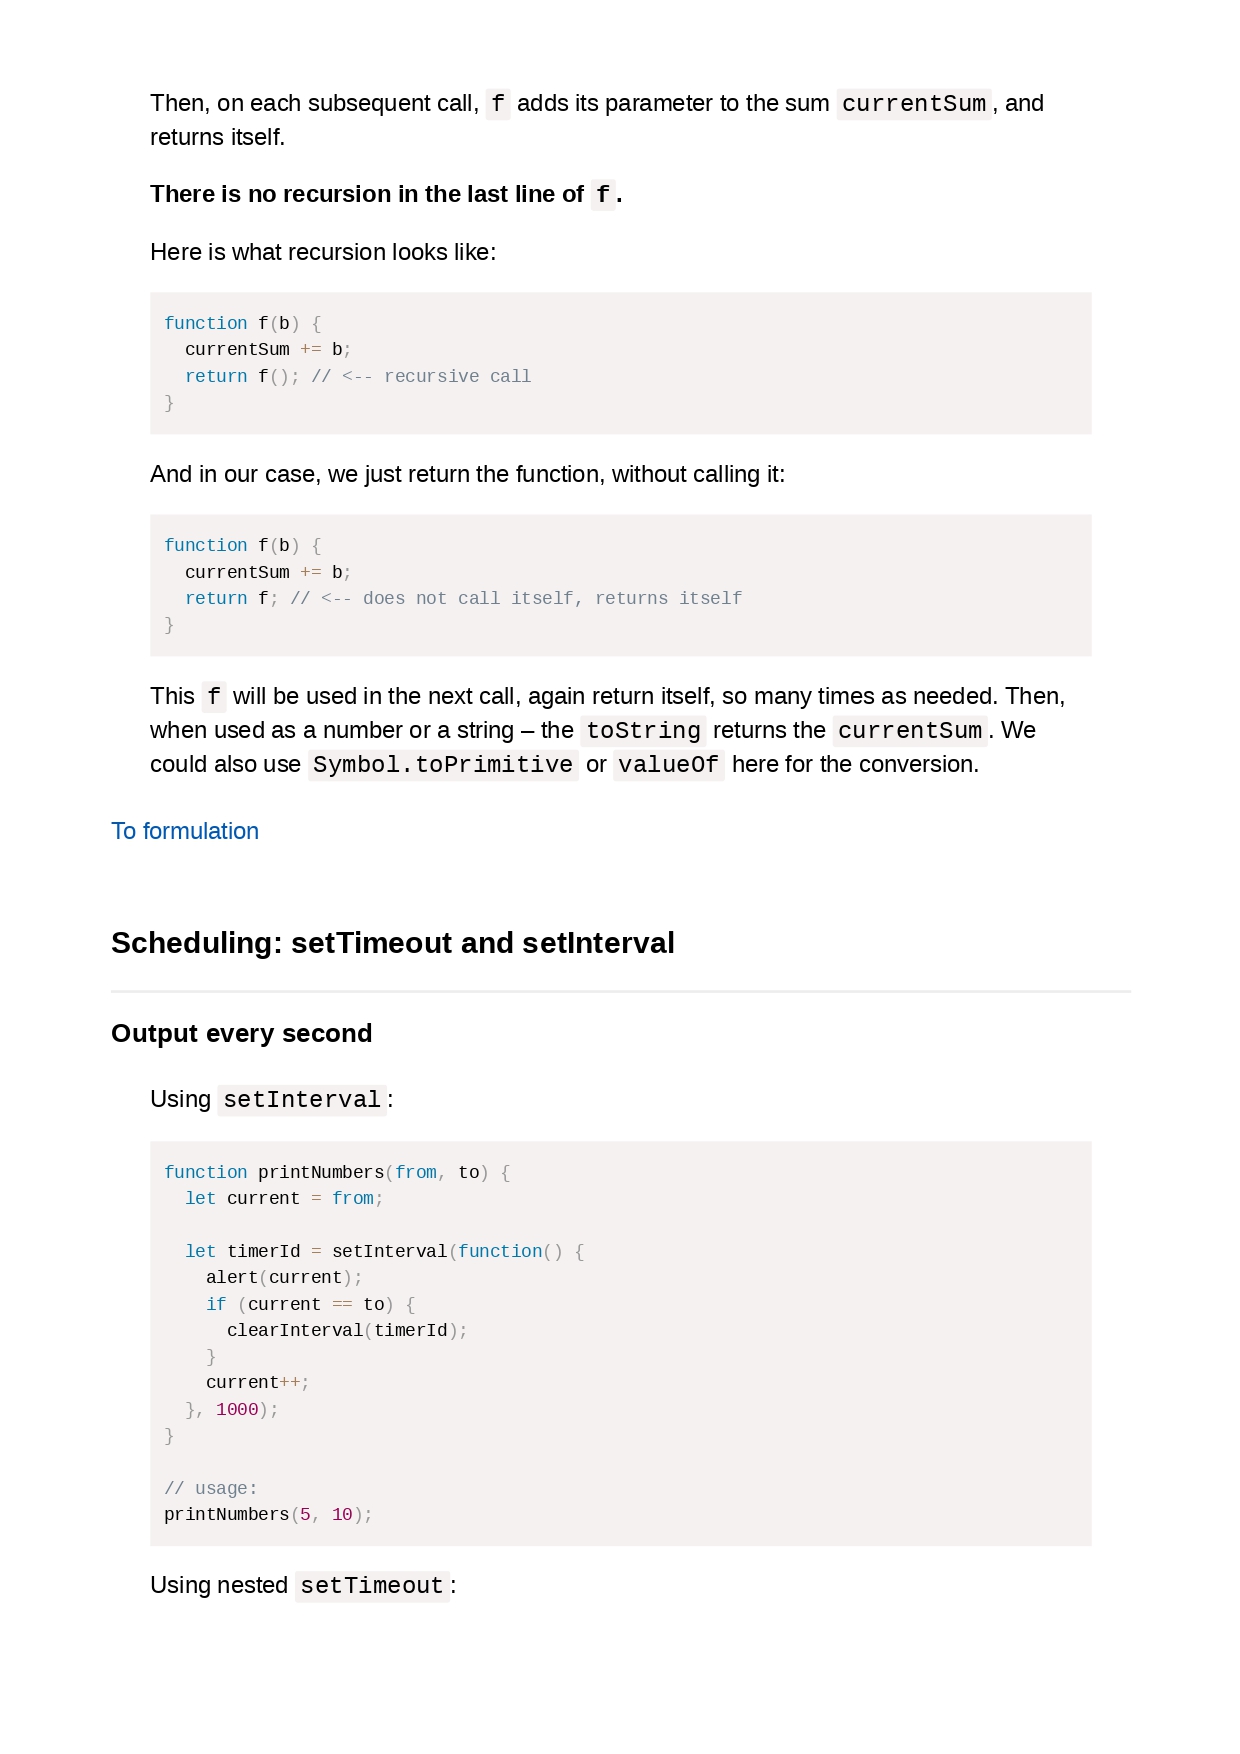 Then, on each subsequent call, f adds its parameter to the sum currentSum, and
returns itself.
There is no recursion in the last line of f.
Here is what recursion looks like:
function f(b) {
  currentSum += b;
  return f(); // <-- recursive call
}
And in our case, we just return the function, without calling it:
function f(b) {
  currentSum += b;
  return f; // <-- does not call itself, returns itself
}
This f will be used in the next call, again return itself, so many times as needed. Then,
when used as a number or a string – the toString returns the currentSum. We
could also use Symbol.toPrimitive or valueOf here for the conversion.
To formulation
Scheduling: setTimeout and setInterval
Output every second
Using setInterval:
function printNumbers(from, to) {
  let current = from;

  let timerId = setInterval(function() {
    alert(current);
    if (current == to) {
      clearInterval(timerId);
    }
    current++;
  }, 1000);
}

// usage:
printNumbers(5, 10);
Using nested setTimeout: